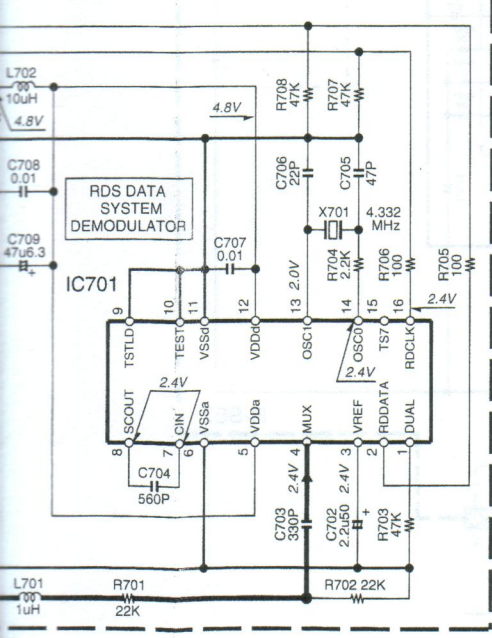 L702
10uH
4.8V
4.8V
R708
47K
R707
47K
C708
0.01
C706
22P
C705
47P
RDS DATA
SYSTEM
DEMODULATOR
X701
4.332
MHz
C709
47u6.3
+
C707
0.01
2.0V
R704
2.2K
R706
100
R705
100
IC701
9
10
11
12
13
14
15
16
2.4V
TSTLD
TEST
VSSd
VDDd
OSC1
OSC0
TS7
RDCLK
2.4V
2.4V
SCOUT
CIN
VSSa
VDDa
MUX
VREF
RDDATA
DUAL
8
7
6
5
4
3
2
1
C704
560P
2.4V
2.4V
C703
330P
C702
2.2u50
+
R703
47K
L701
1uH
R701
22K
R702 22K